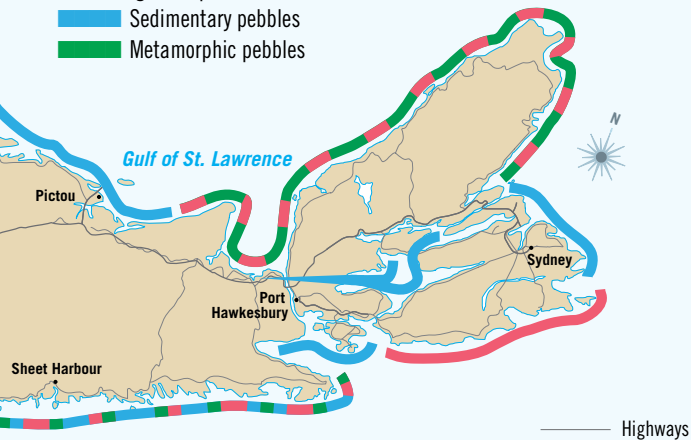 Sedimentary pebbles
Metamorphic pebbles
N
Gulf of St. Lawrence
Pictou
Sydney
Port
Hawkesbury
Sheet Harbour
Highways